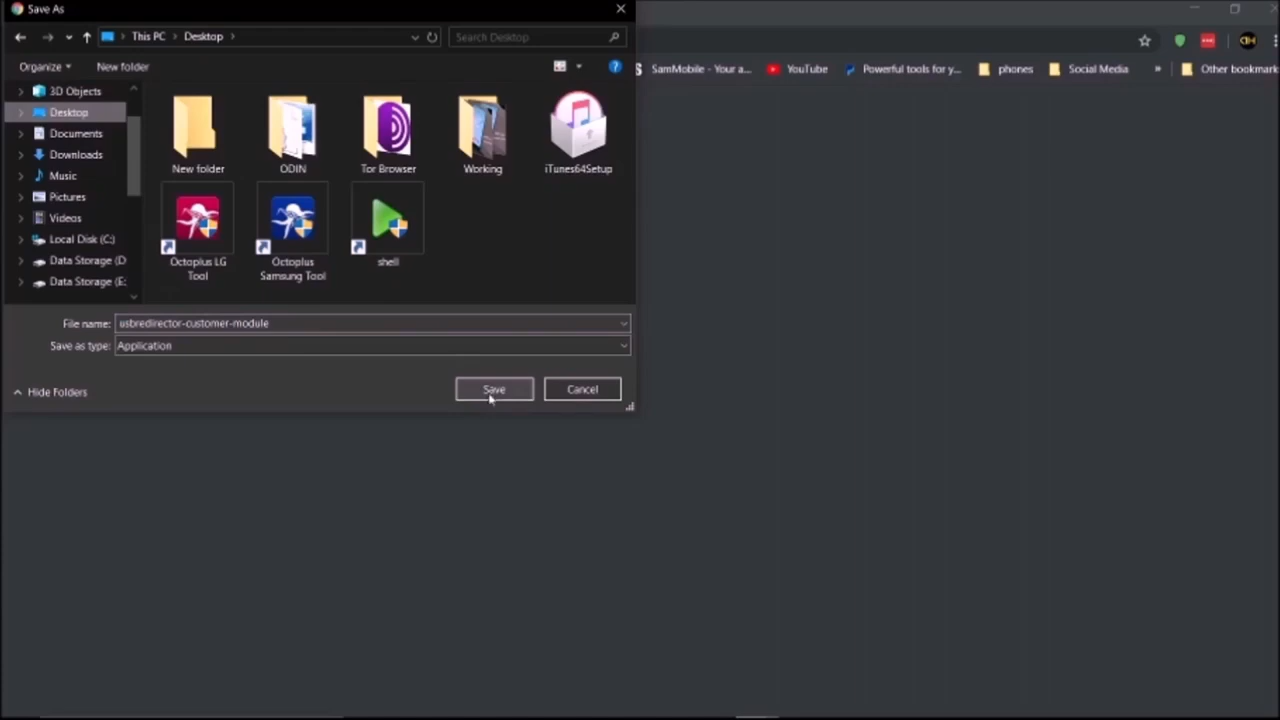 Save As
This PC
Desktop
Search Desktop
SamMobile - Your a...
YouTube
Powerful tools for y...
phones
Social Media
»
Other bookmark
Organize
New folder
?
3D Objects
Desktop
Documents
Downloads
Music
Pictures
Videos
Local Disk (C:)
Data Storage (D
Data Storage (E:
New folder
ODIN
Tor Browser
Working
iTunes64Setup
Octoplus LG
Tool
Octoplus
Samsung Tool
shell
File name:
usbredirector-customer-module
Save as type:
Application
Hide Folders
Save
Cancel